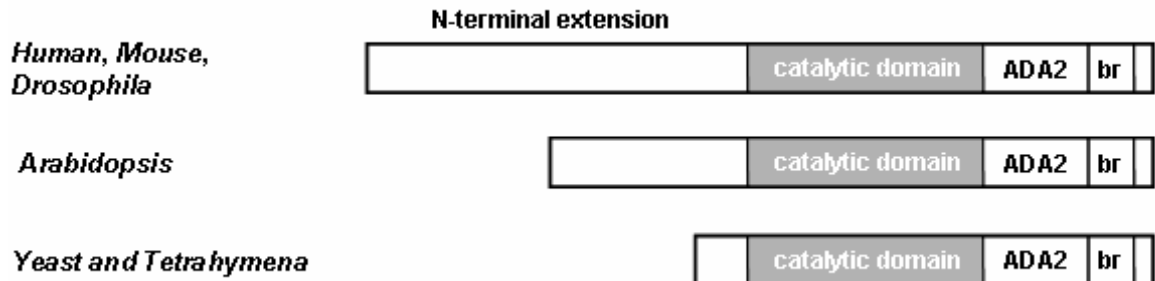 N-terminal extension
Human, Mouse,
Drosophila
catalytic domain ADA2 br
Arabidopsis
catalytic domain ADA2 br
Yeast and Tetrahymena
catalytic domain ADA2 br